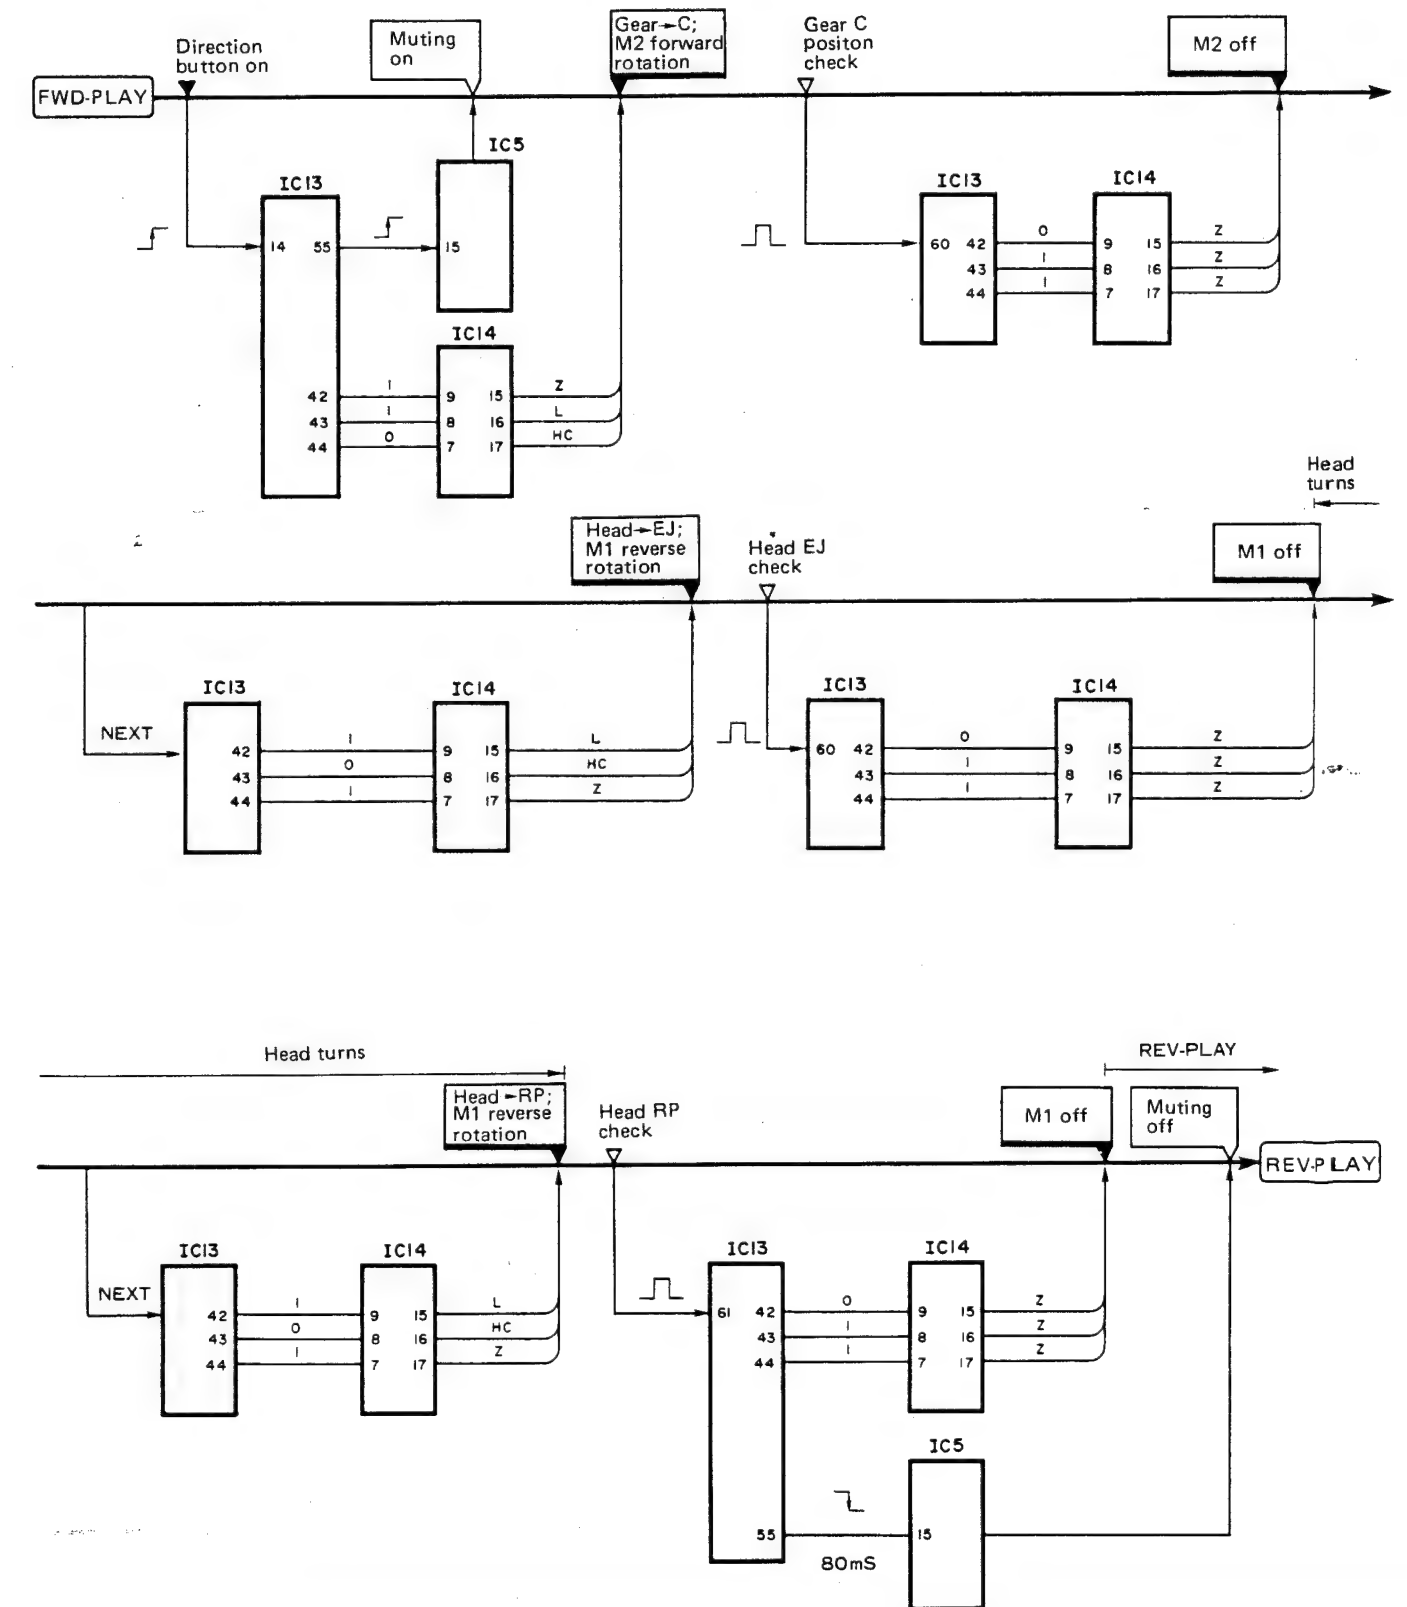 Direction
button on
Muting
on
Gear→C;
M2 forward
rotation
Gear C
positon
check
M2 off
FWD-PLAY
IC5
IC13
14 55
15
IC14
42 1 9 15 Z
43 1 8 16 L
44 0 7 17 HC
IC13
IC14
60 42 0 9 15 Z
43 1 8 16 Z
44 1 7 17 Z
Head
turns
Head→EJ;
M1 reverse
rotation
Head EJ
check
M1 off
NEXT
IC13
IC14
42 1 9 15 L
43 0 8 16 HC
44 1 7 17 Z
IC13
IC14
60 42 0 9 15 Z
43 1 8 16 Z
44 1 7 17 Z
Head turns
REV-PLAY
Head→RP;
M1 reverse
rotation
Head RP
check
M1 off
Muting
off
REV-PLAY
NEXT
IC13
IC14
42 1 9 15 L
43 0 8 16 HC
44 1 7 17 Z
IC13
IC14
61 42 0 9 15 Z
43 1 8 16 Z
44 1 7 17 Z
IC5
55 15
80mS